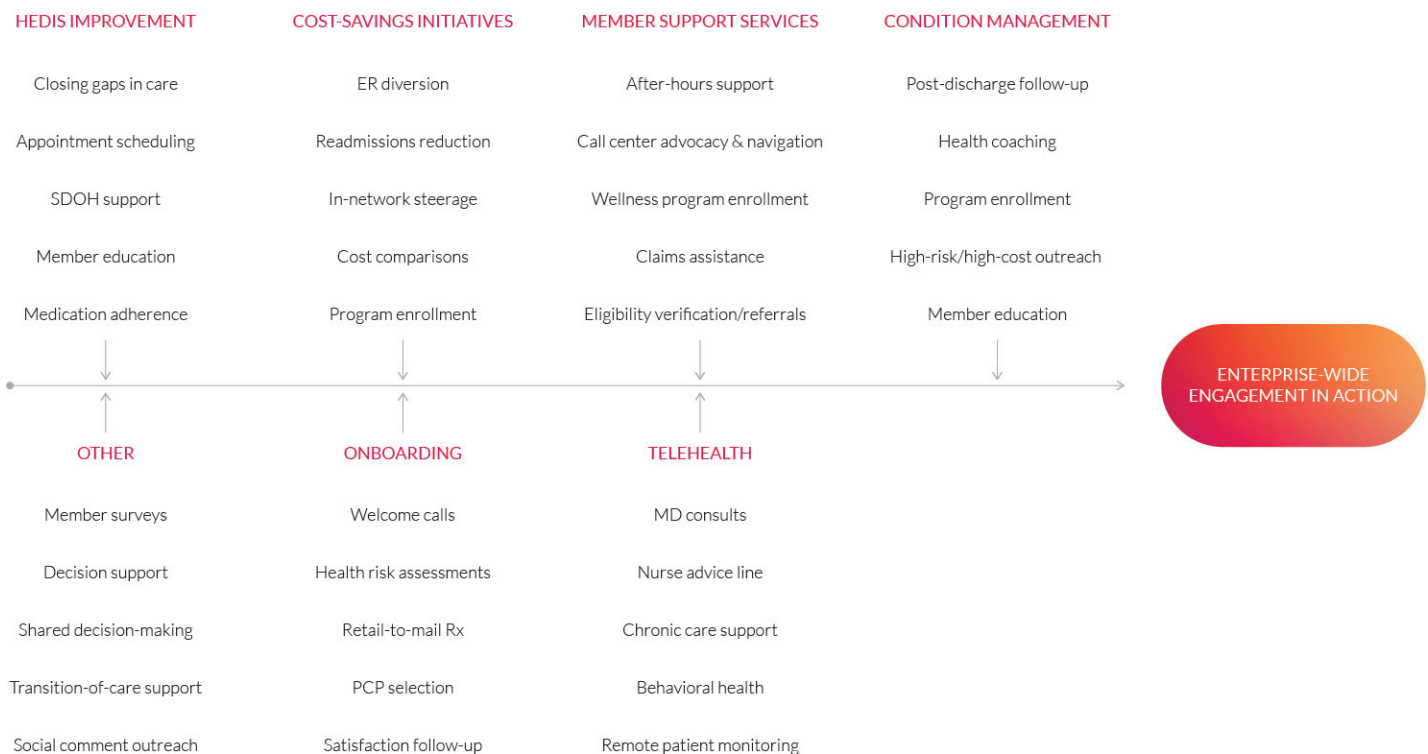 HEDIS IMPROVEMENT
Closing gaps in care
Appointment scheduling
SDOH support
Member education
Medication adherence
COST-SAVINGS INITIATIVES
ER diversion
Readmissions reduction
In-network steerage
Cost comparisons
Program enrollment
MEMBER SUPPORT SERVICES
After-hours support
Call center advocacy & navigation
Wellness program enrollment
Claims assistance
Eligibility verification/referrals
CONDITION MANAGEMENT
Post-discharge follow-up
Health coaching
Program enrollment
High-risk/high-cost outreach
Member education
ENTERPRISE-WIDE
ENGAGEMENT IN ACTION
OTHER
Member surveys
Decision support
Shared decision-making
Transition-of-care support
Social comment outreach
ONBOARDING
Welcome calls
Health risk assessments
Retail-to-mail Rx
PCP selection
Satisfaction follow-up
TELEHEALTH
MD consults
Nurse advice line
Chronic care support
Behavioral health
Remote patient monitoring